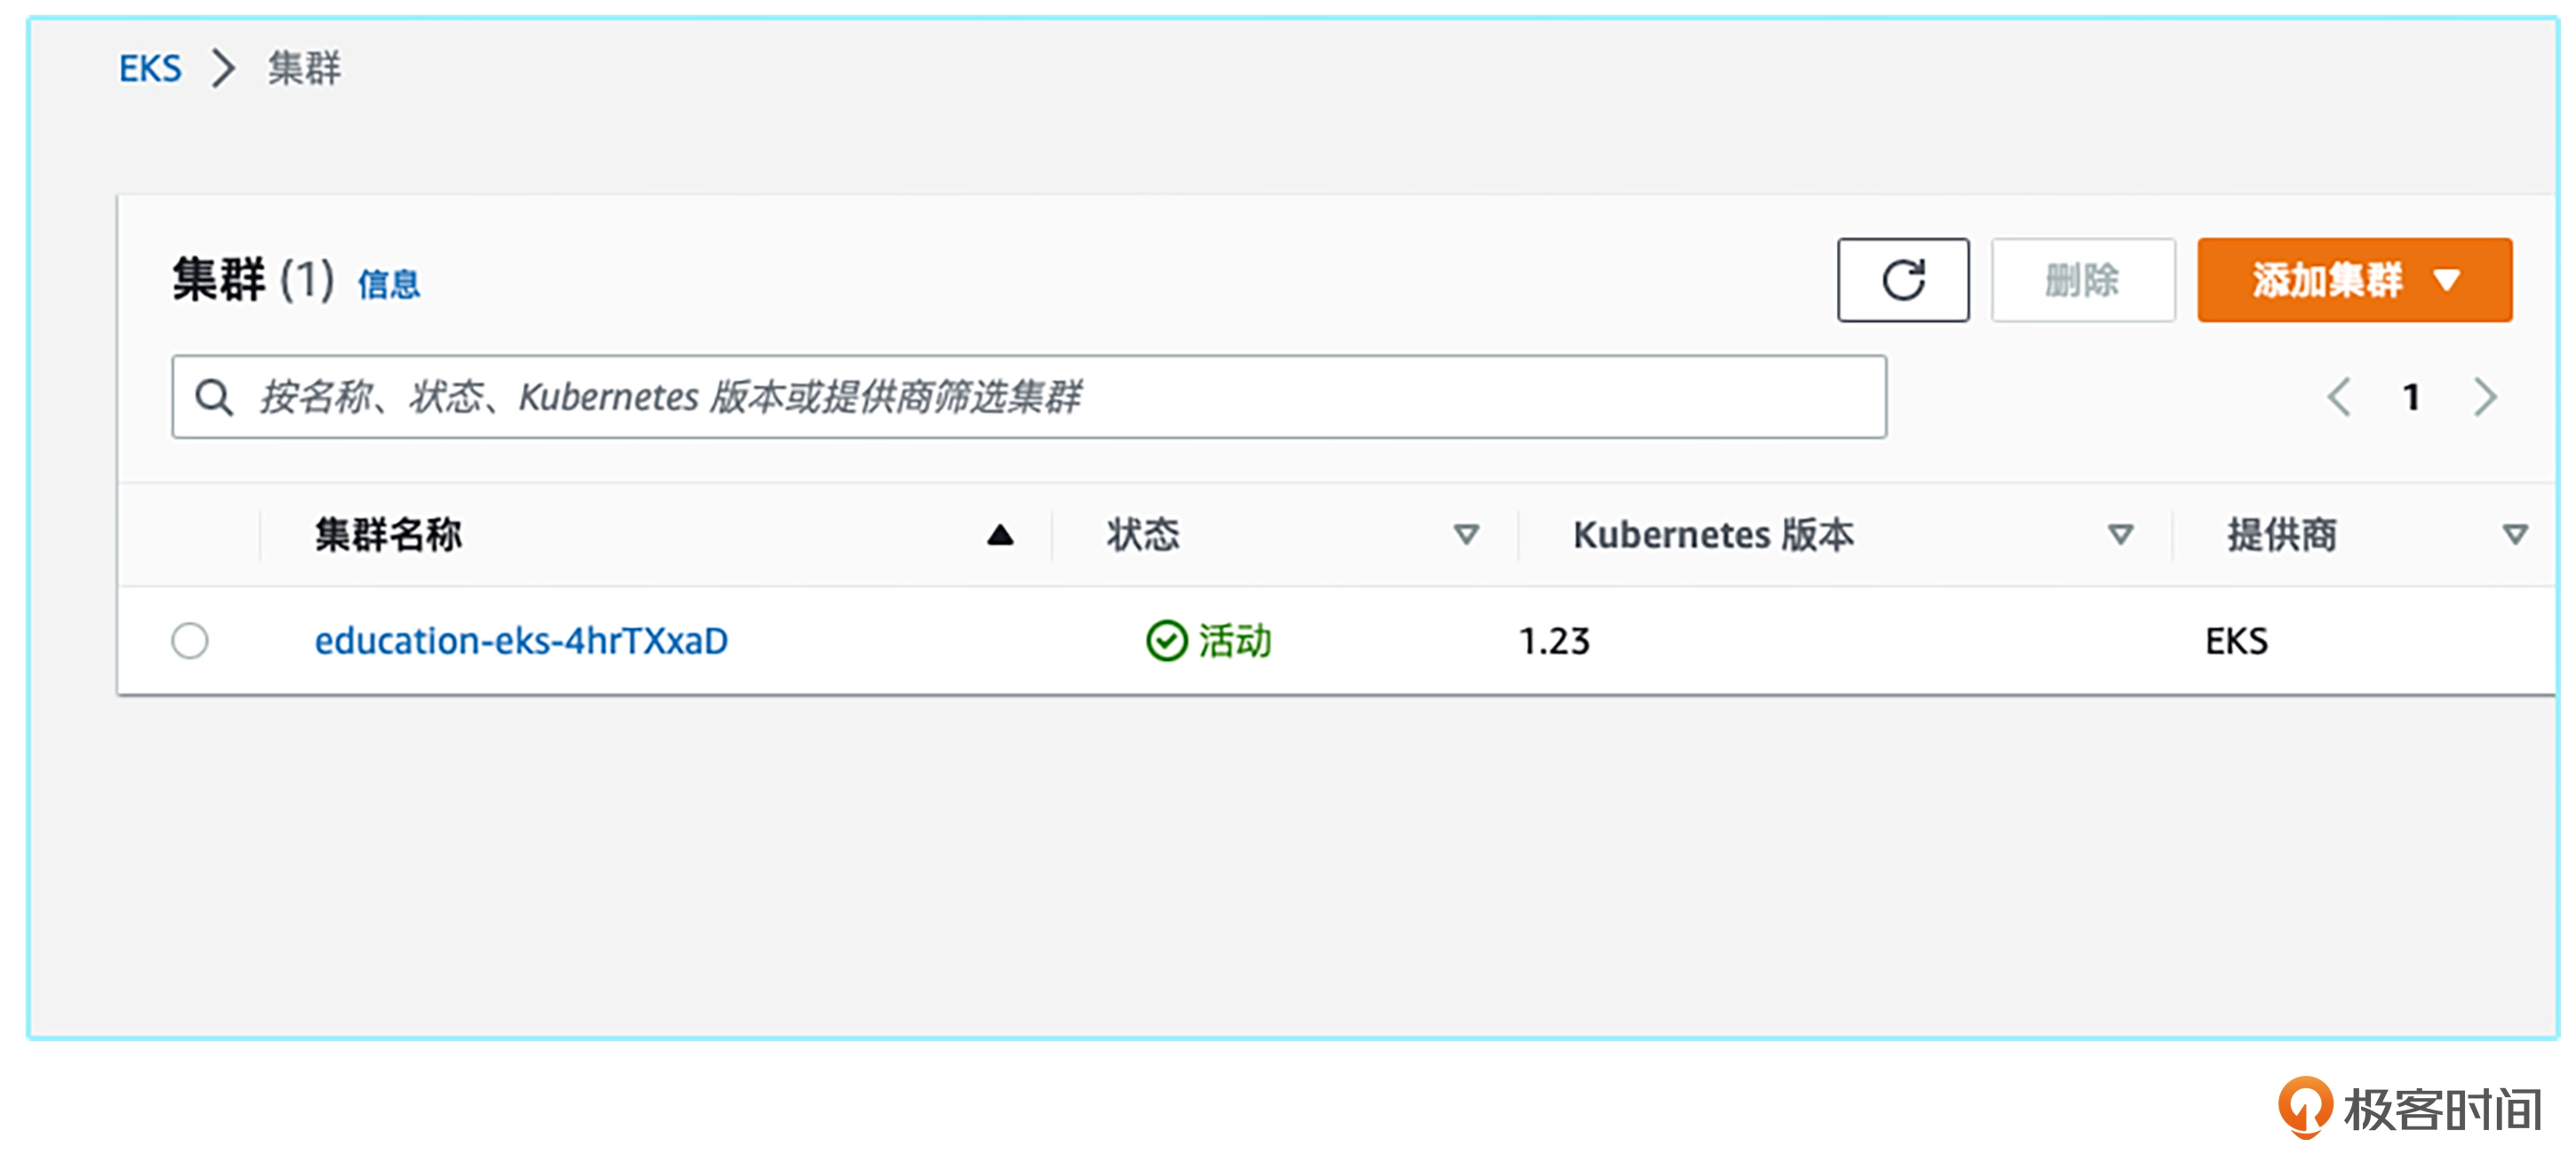 EKS > 集群
集群 (1) 信息
删除
添加集群
按名称、状态、Kubernetes 版本或提供商筛选集群
1
集群名称 状态 Kubernetes 版本 提供商
education-eks-4hrTXxaD 活动 1.23 EKS
极客时间